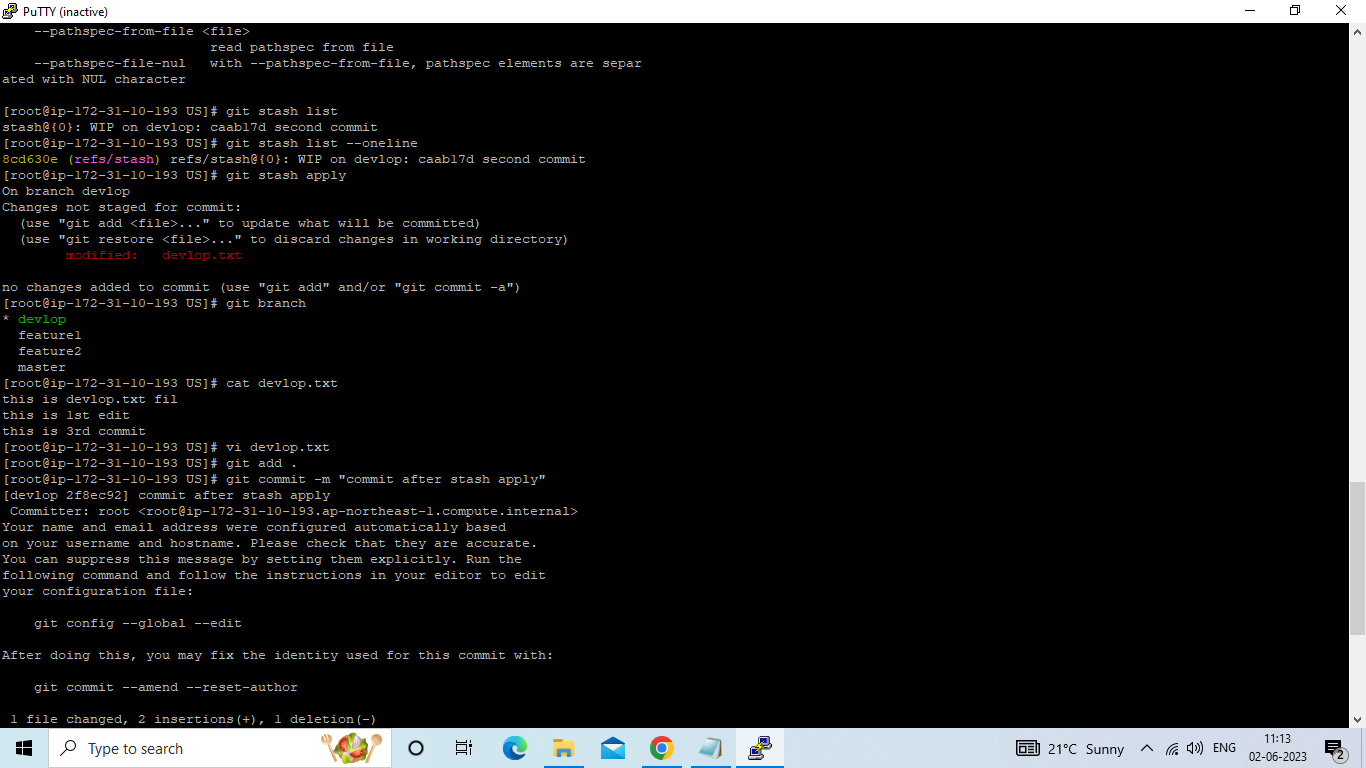 PuTTY (inactive)
    --pathspec-from-file <file>
                          read pathspec from file
    --pathspec-file-nul   with --pathspec-from-file, pathspec elements are separ
ated with NUL character
[root@ip-172-31-10-193 US]# git stash list
stash@{0}: WIP on devlop: caab17d second commit
[root@ip-172-31-10-193 US]# git stash list --oneline
8cd630e (refs/stash) refs/stash@{0}: WIP on devlop: caab17d second commit
[root@ip-172-31-10-193 US]# git stash apply
On branch devlop
Changes not staged for commit:
  (use "git add <file>..." to update what will be committed)
  (use "git restore <file>..." to discard changes in working directory)
        modified:   devlop.txt
no changes added to commit (use "git add" and/or "git commit -a")
[root@ip-172-31-10-193 US]# git branch
* devlop
  feature1
  feature2
  master
[root@ip-172-31-10-193 US]# cat devlop.txt
this is devlop.txt fil
this is 1st edit
this is 3rd commit
[root@ip-172-31-10-193 US]# vi devlop.txt
[root@ip-172-31-10-193 US]# git add .
[root@ip-172-31-10-193 US]# git commit -m "commit after stash apply"
[devlop 2f8ec92] commit after stash apply
 Committer: root <root@ip-172-31-10-193.ap-northeast-1.compute.internal>
Your name and email address were configured automatically based
on your username and hostname. Please check that they are accurate.
You can suppress this message by setting them explicitly. Run the
following command and follow the instructions in your editor to edit
your configuration file:
    git config --global --edit
After doing this, you may fix the identity used for this commit with:
    git commit --amend --reset-author
 1 file changed, 2 insertions(+), 1 deletion(-)
Type to search
21°C Sunny
ENG
11:13
02-06-2023
2